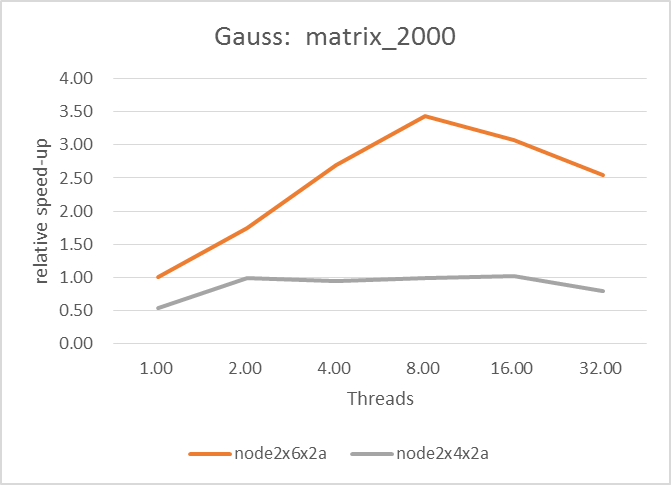 Gauss:  matrix_2000
relative speed-up
4.00
3.50
3.00
2.50
2.00
1.50
1.00
0.50
0.00
1.00 2.00 4.00 8.00 16.00 32.00
Threads
node2x6x2a node2x4x2a